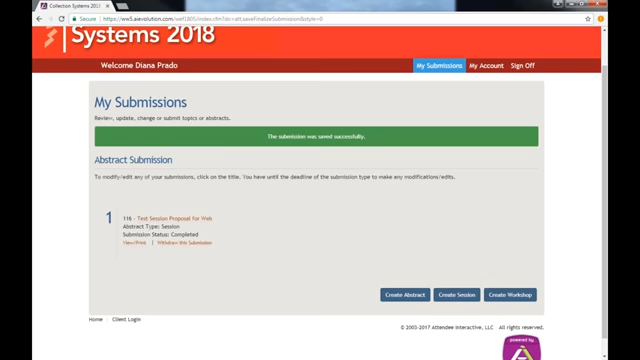 Collection Systems 2018
Secure
https://ww5.aievolution.com/wef1805/index.cfm?do=att.saveFinalizeSubmission&style=0
Systems 2018
Welcome Diana Prado
My Submissions
My Account
Sign Off
My Submissions
Review, update, change or submit topics or abstracts.
The submission was saved successfully.
Abstract Submission
To modify/edit any of your submissions, click on the title. You have until the deadline of the submission type to make any modifications/edits.
1
116 - Test Session Proposal for Web
Abstract Type: Session
Submission Status: Completed
View/Print | Withdraw this Submission
Create Abstract
Create Session
Create Workshop
Home
Client Login
© 2003-2017 Attendee Interactive, LLC - All rights reserved.
powered by